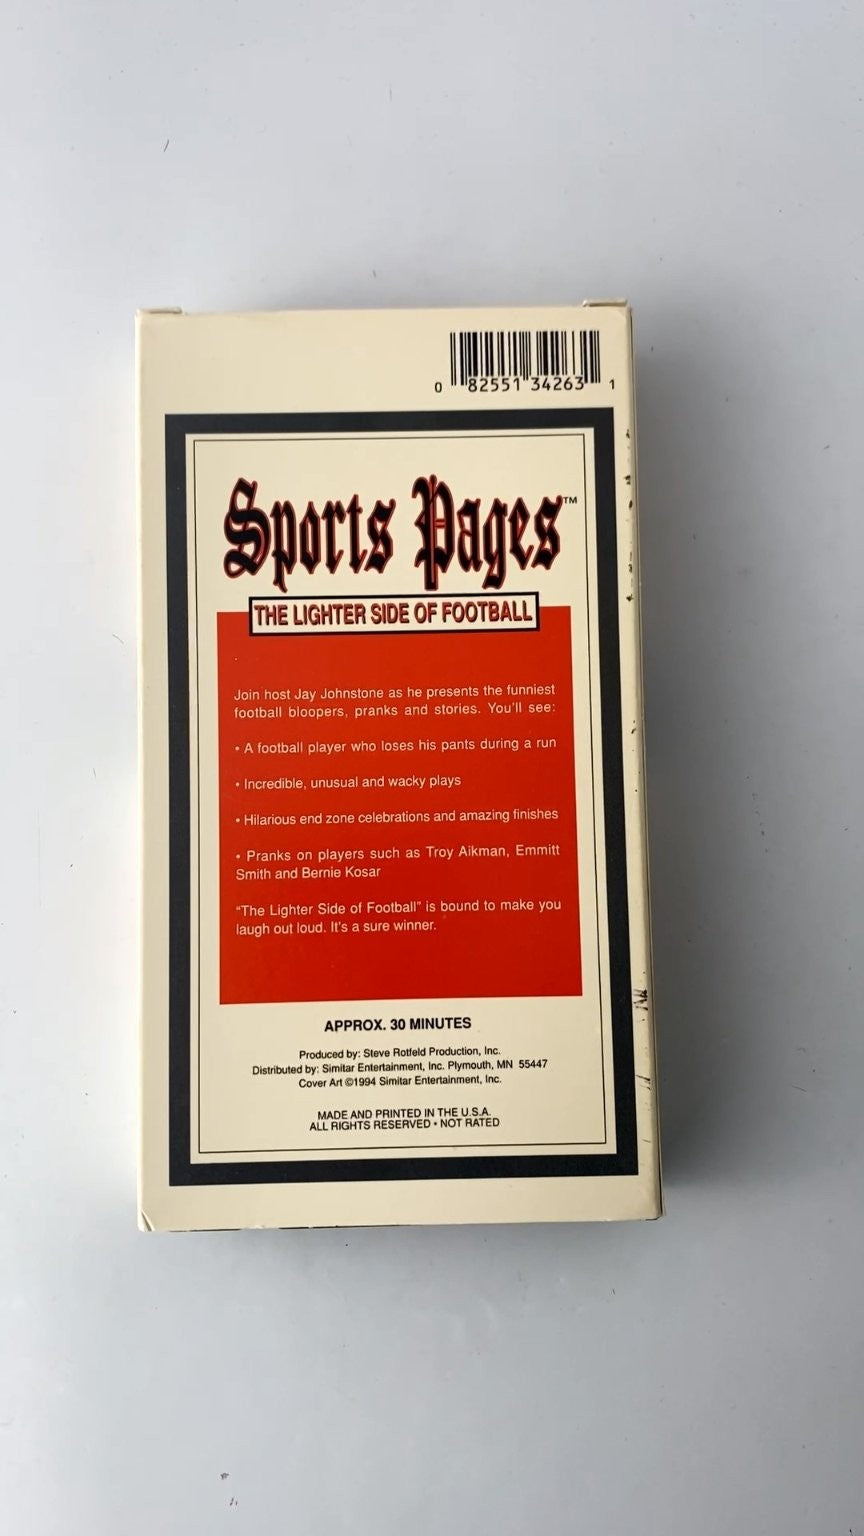 0 82551 34263 1
Sports Pages™
THE LIGHTER SIDE OF FOOTBALL
Join host Jay Johnstone as he presents the funniest
football bloopers, pranks and stories. You'll see:
• A football player who loses his pants during a run
• Incredible, unusual and wacky plays
• Hilarious end zone celebrations and amazing finishes
• Pranks on players such as Troy Aikman, Emmitt
Smith and Bernie Kosar
"The Lighter Side of Football" is bound to make you
laugh out loud. It's a sure winner.
APPROX. 30 MINUTES
Produced by: Steve Rotfeld Production, Inc.
Distributed by: Simitar Entertainment, Inc. Plymouth, MN 55447
Cover Art ©1994 Simitar Entertainment, Inc.
MADE AND PRINTED IN THE U.S.A.
ALL RIGHTS RESERVED • NOT RATED